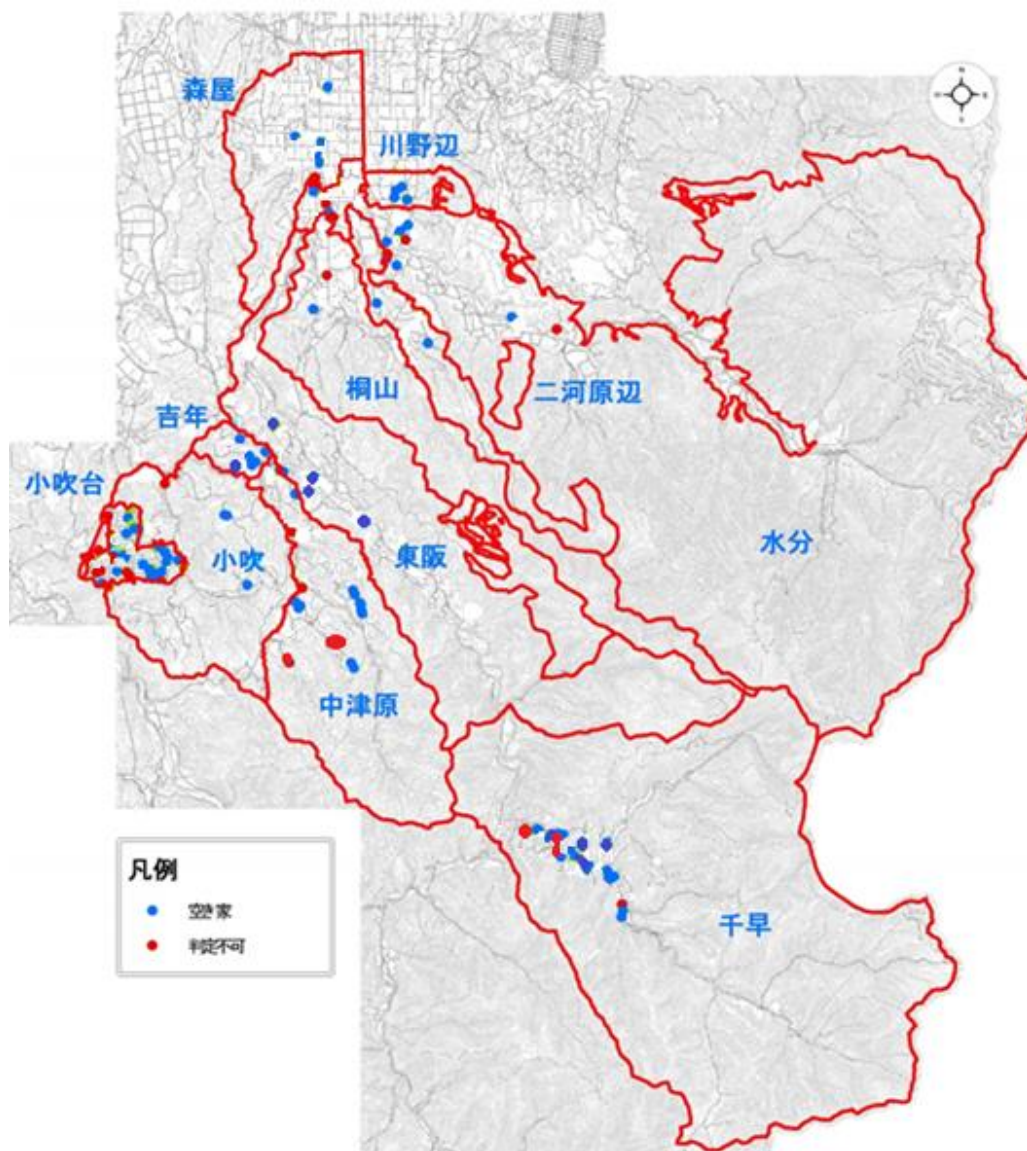 森屋
川野辺
桐山
二河原辺
吉年
小吹台
小吹
東阪
水分
中津原
千早
凡例
空き家
判定不可